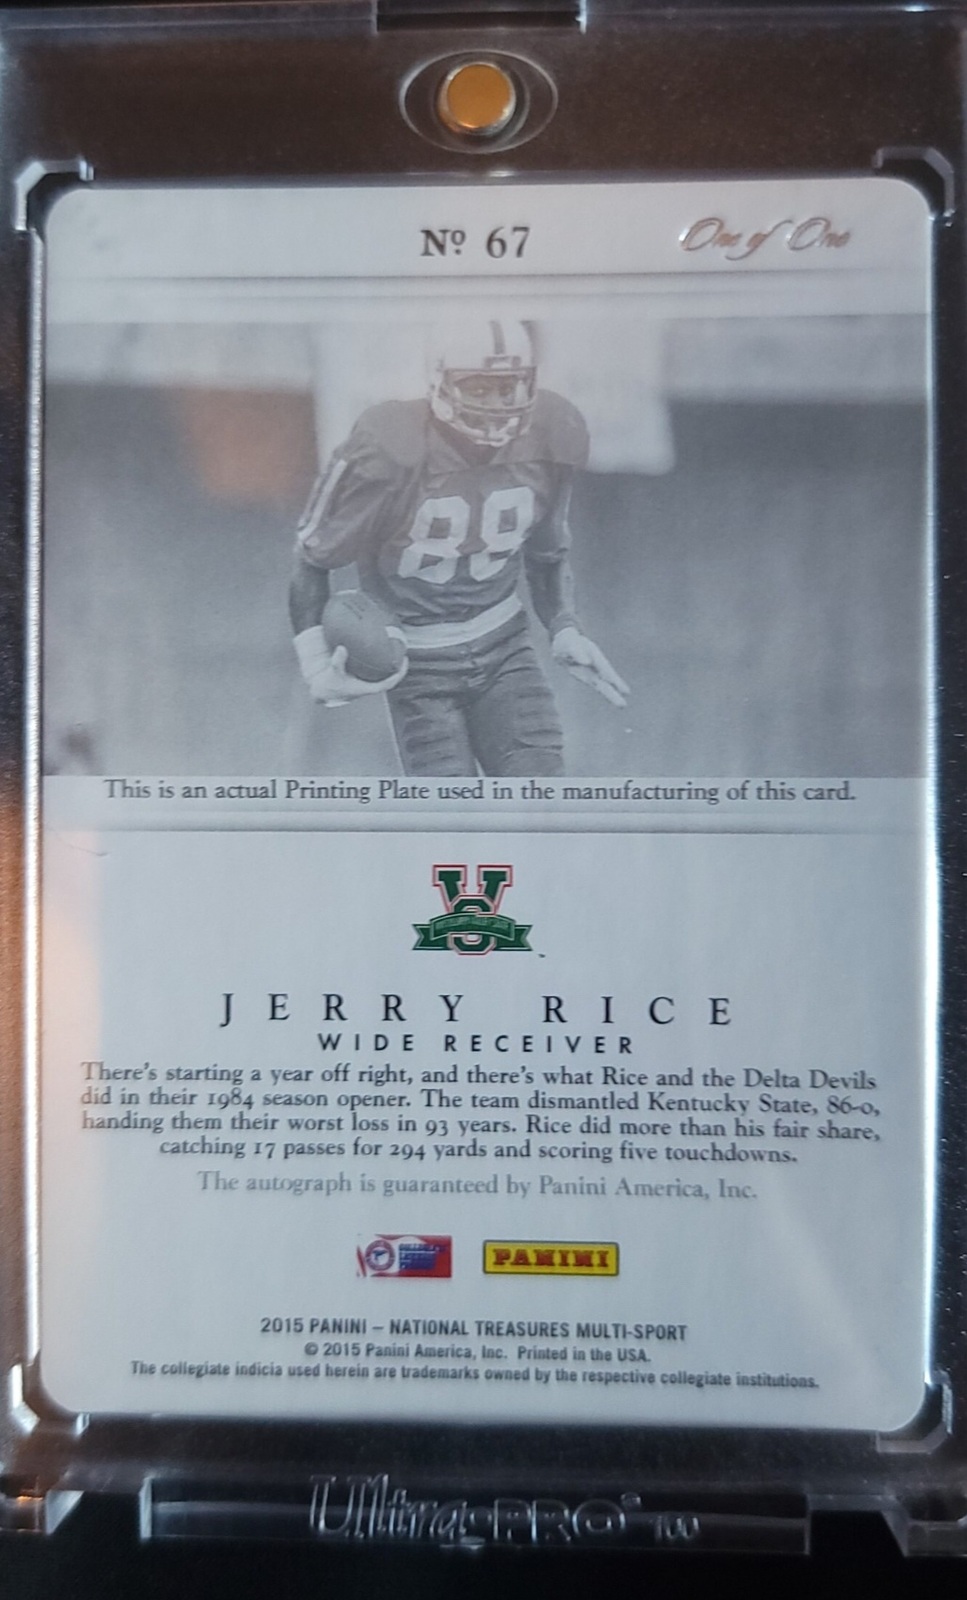 Nº 67
One of One
88
This is an actual Printing Plate used in the manufacturing of this card.
VS
JERRY RICE
WIDE RECEIVER
There's starting a year off right, and there's what Rice and the Delta Devils
did in their 1984 season opener. The team dismantled Kentucky State, 86-0,
handing them their worst loss in 93 years. Rice did more than his fair share,
catching 17 passes for 294 yards and scoring five touchdowns.
The autograph is guaranteed by Panini America, Inc.
PANINI
2015 PANINI – NATIONAL TREASURES MULTI-SPORT
© 2015 Panini America, Inc. Printed in the USA.
The collegiate indicia used herein are trademarks owned by the respective collegiate institutions.
Ultra·PRO®